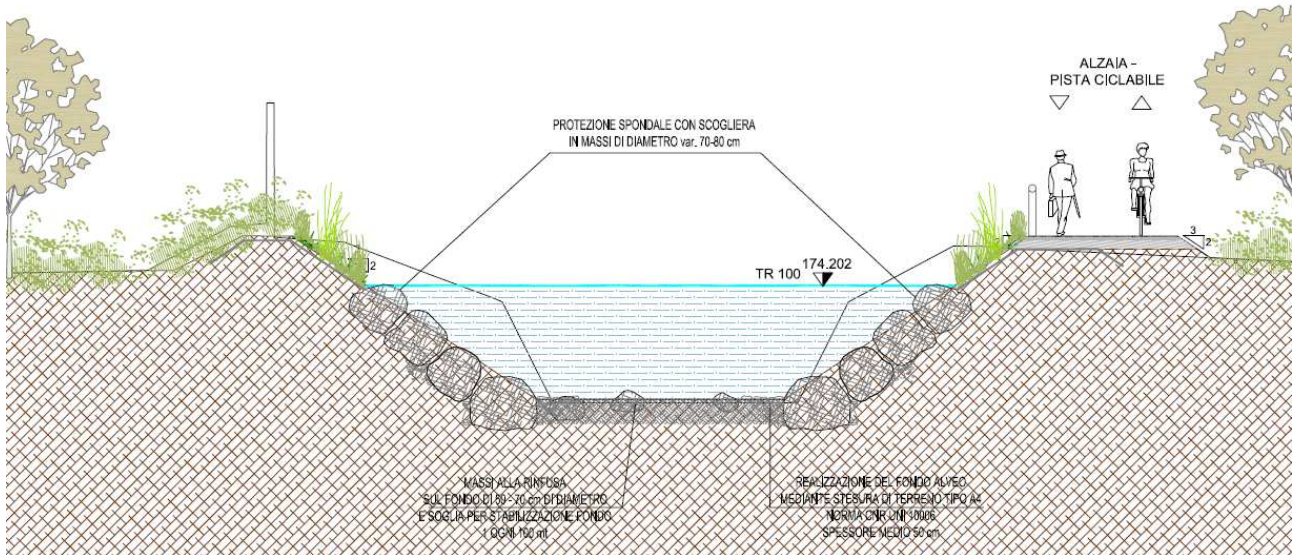 ALZAIA -
PISTA CICLABILE
PROTEZIONE SPONDALE CON SCOGLIERA
IN MASSI DI DIAMETRO var. 70-80 cm
3
2
2
TR 100 174.202
MASSI ALLA RINFUSA
SUL FONDO DI 50 - 70 cm DI DIAMETRO
E SOGLIA PER STABILIZZAZIONE FONDO
1 OGNI 100 mt
REALIZZAZIONE DEL FONDO ALVEO
MEDIANTE STESURA DI TERRENO TIPO A4
NORMA CNR UNI 10006
SPESSORE MEDIO 50 cm